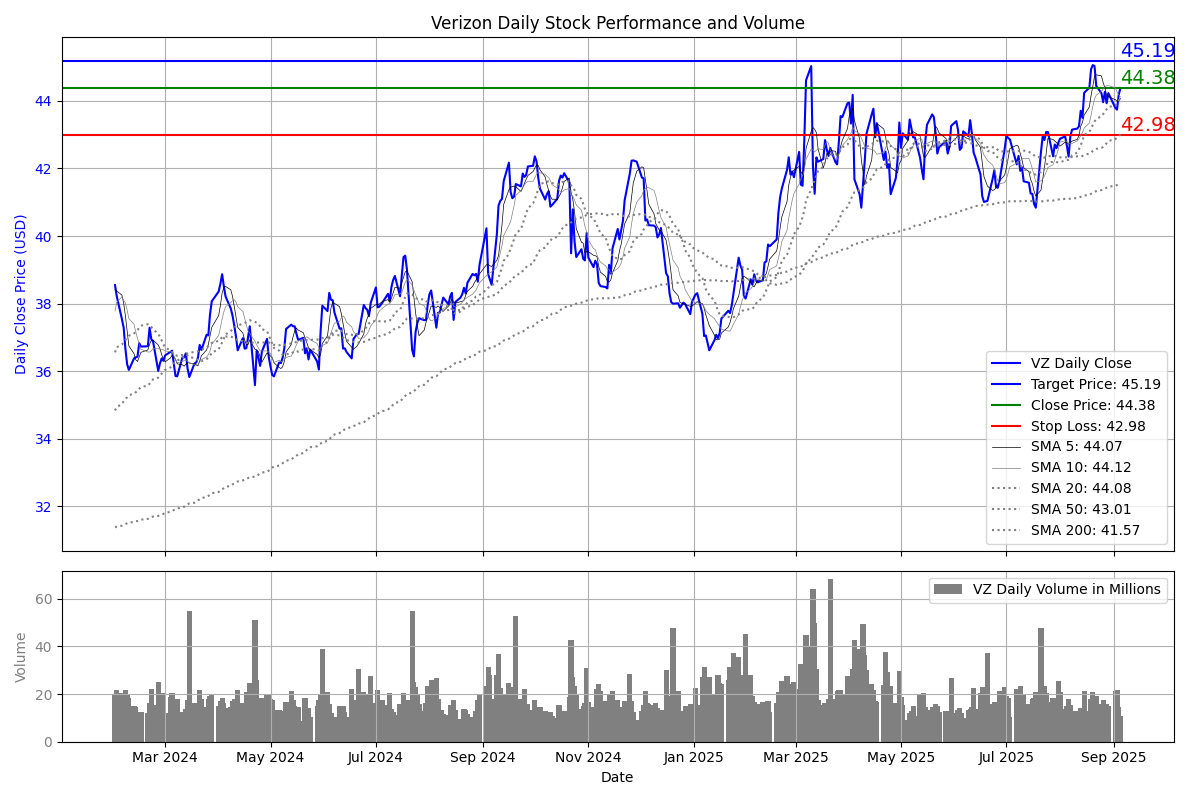 Verizon Daily Stock Performance and Volume
45.19
44.38
42.98
44
42
40
38
36
34
32
Daily Close Price (USD)
VZ Daily Close
Target Price: 45.19
Close Price: 44.38
Stop Loss: 42.98
SMA 5: 44.07
SMA 10: 44.12
SMA 20: 44.08
SMA 50: 43.01
SMA 200: 41.57
VZ Daily Volume in Millions
60
40
20
0
Volume
Mar 2024 May 2024 Jul 2024 Sep 2024 Nov 2024 Jan 2025 Mar 2025 May 2025 Jul 2025 Sep 2025
Date